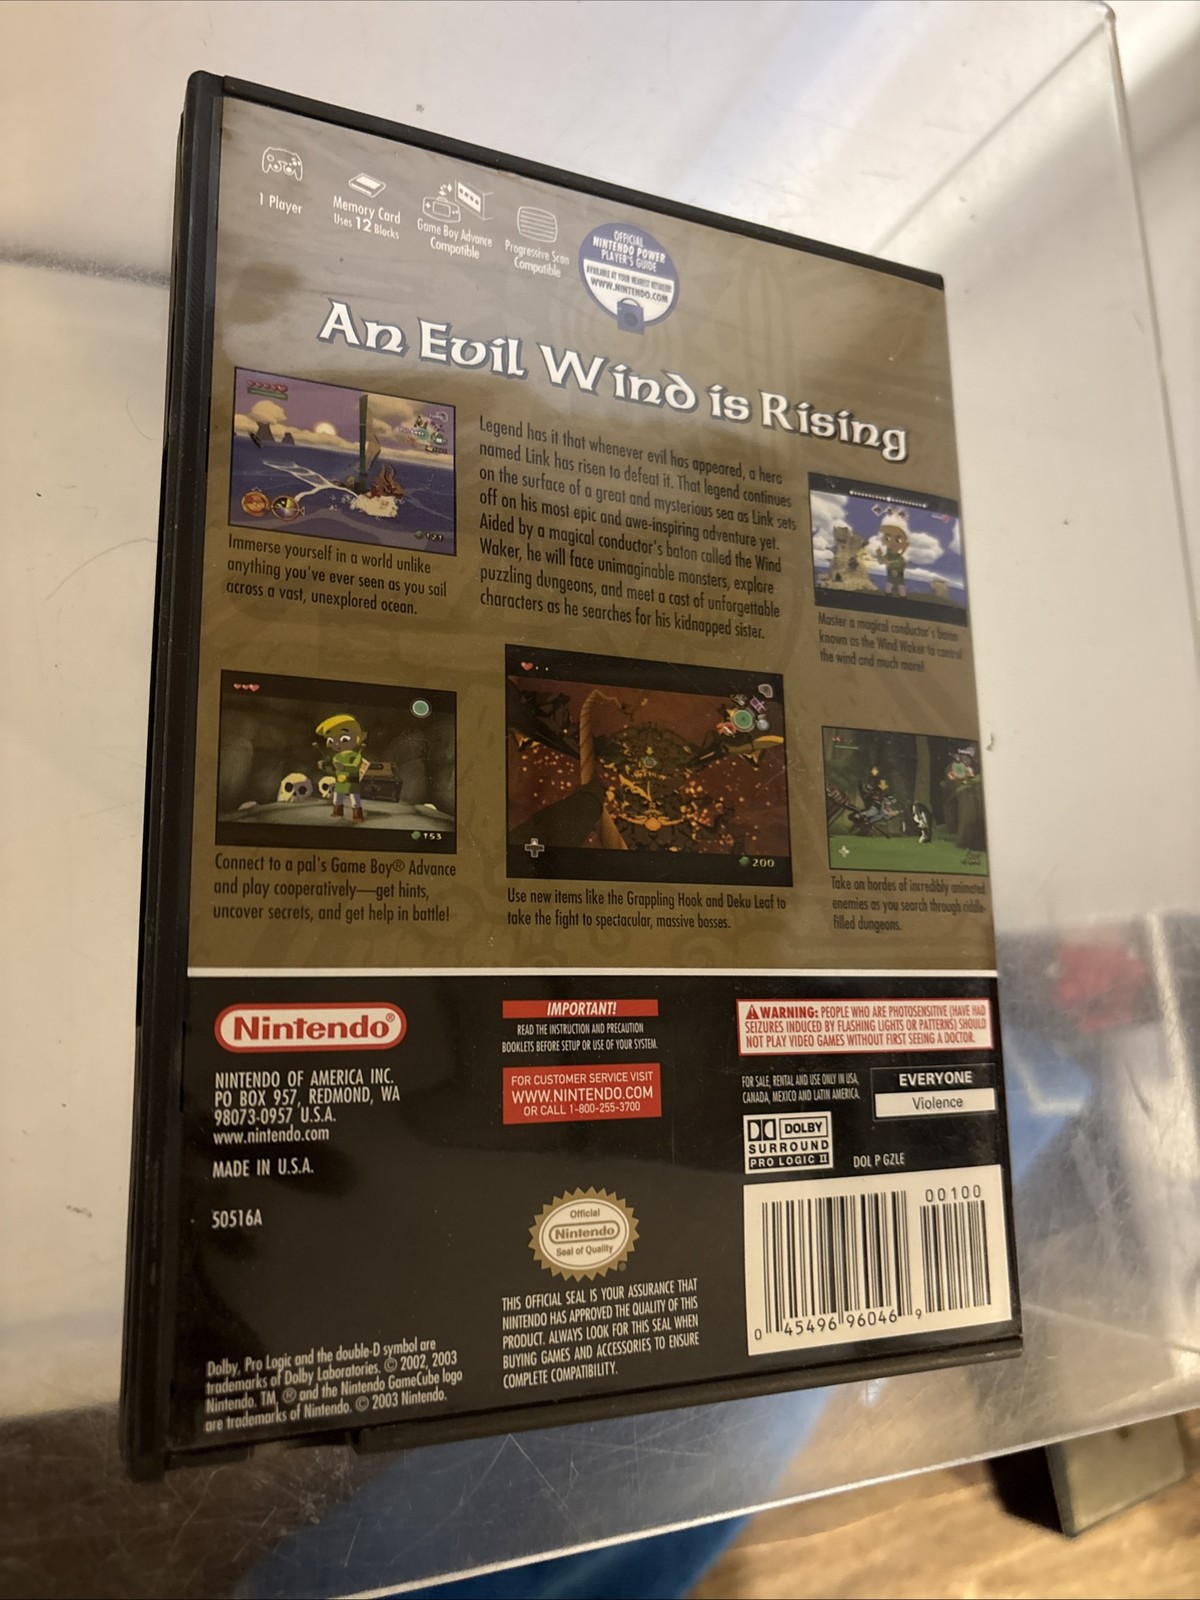 1 Player
Memory Card
Uses 12 Blocks
Game Boy Advance
Compatible
Progressive Scan
Compatible
OFFICIAL
NINTENDO POWER
PLAYER'S GUIDE
AVAILABLE AT YOUR NEAREST RETAILER!
WWW.NINTENDO.COM
An Evil Wind is Rising
Legend has it that whenever evil has appeared, a hero
named Link has risen to defeat it. That legend continues
on the surface of a great and mysterious sea as Link sets
off on his most epic and awe-inspiring adventure yet.
Aided by a magical conductor's baton called the Wind
Waker, he will face unimaginable monsters, explore
puzzling dungeons, and meet a cast of unforgettable
characters as he searches for his kidnapped sister.
Immerse yourself in a world unlike
anything you've ever seen as you sail
across a vast, unexplored ocean.
Master a magical conductor's baton
known as the Wind Waker to control
the wind and much more!
153
Connect to a pal's Game Boy® Advance
and play cooperatively—get hints,
uncover secrets, and get help in battle!
200
Use new items like the Grappling Hook and Deku Leaf to
take the fight to spectacular, massive bosses.
Take on hordes of incredibly animated
enemies as you search through riddle-
filled dungeons.
Nintendo®
NINTENDO OF AMERICA INC.
PO BOX 957, REDMOND, WA
98073-0957 U.S.A.
www.nintendo.com
MADE IN U.S.A.
50516A
IMPORTANT!
READ THE INSTRUCTION AND PRECAUTION
BOOKLETS BEFORE SETUP OR USE OF YOUR SYSTEM.
FOR CUSTOMER SERVICE VISIT
WWW.NINTENDO.COM
OR CALL 1-800-255-3700
WARNING: PEOPLE WHO ARE PHOTOSENSITIVE (HAVE HAD
SEIZURES INDUCED BY FLASHING LIGHTS OR PATTERNS) SHOULD
NOT PLAY VIDEO GAMES WITHOUT FIRST SEEING A DOCTOR.
FOR SALE, RENTAL AND USE ONLY IN USA,
CANADA, MEXICO AND LATIN AMERICA.
EVERYONE
Violence
DOLBY
SURROUND
PRO LOGIC II
DOL P GZLE
Official
Nintendo
Seal of Quality
THIS OFFICIAL SEAL IS YOUR ASSURANCE THAT
NINTENDO HAS APPROVED THE QUALITY OF THIS
PRODUCT. ALWAYS LOOK FOR THIS SEAL WHEN
BUYING GAMES AND ACCESSORIES TO ENSURE
COMPLETE COMPATIBILITY.
00100
0 45496 96046 9
Dolby, Pro Logic and the double-D symbol are
trademarks of Dolby Laboratories. © 2002, 2003
Nintendo. TM, ® and the Nintendo GameCube logo
are trademarks of Nintendo. © 2003 Nintendo.